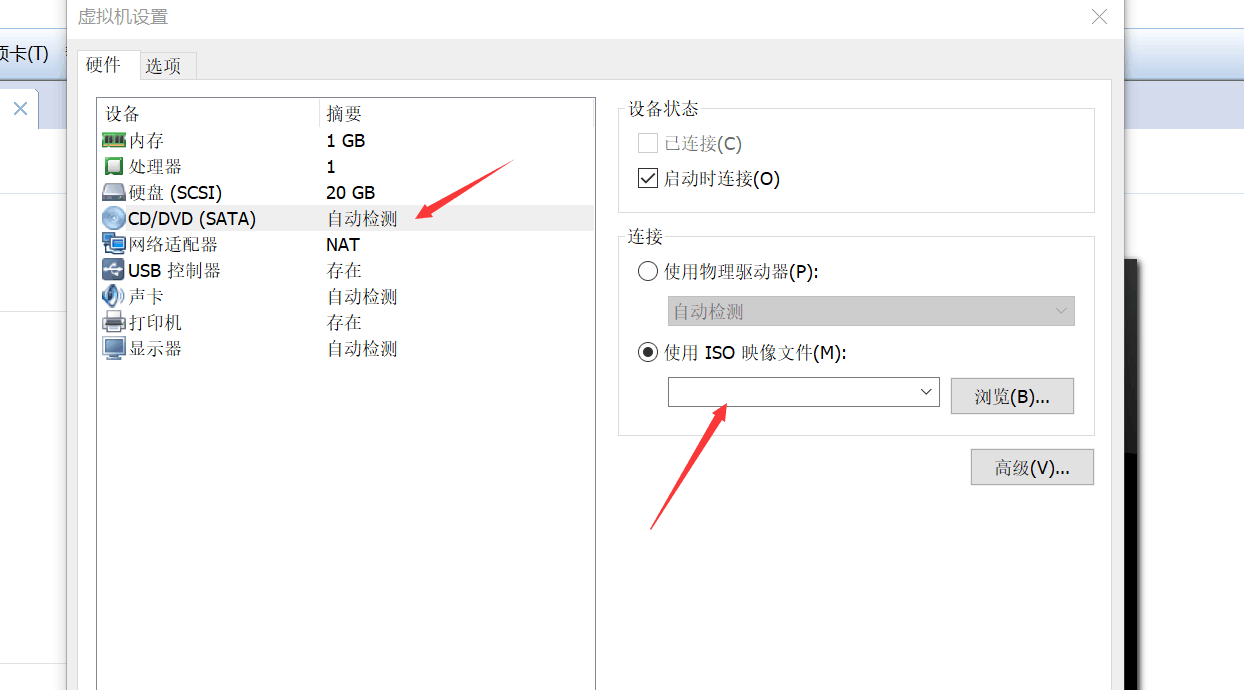 虚拟机设置
卡(T)
硬件 选项
设备 摘要
内存 1 GB
处理器 1
硬盘 (SCSI) 20 GB
CD/DVD (SATA) 自动检测
网络适配器 NAT
USB 控制器 存在
声卡 自动检测
打印机 存在
显示器 自动检测
设备状态
已连接(C)
启动时连接(O)
连接
使用物理驱动器(P):
自动检测
使用 ISO 映像文件(M):
浏览(B)...
高级(V)...